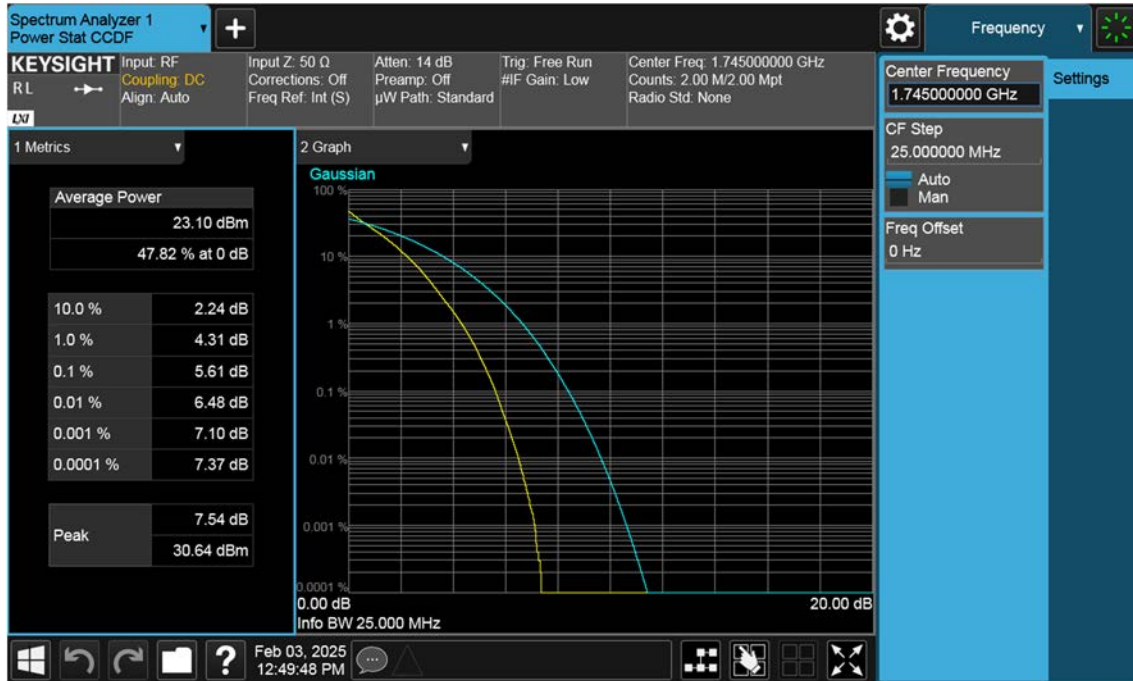 Spectrum Analyzer 1
Power Stat CCDF
Frequency
KEYSIGHT
R L
LXI
Input: RF
Coupling: DC
Align: Auto
Input Z: 50 Ω
Corrections: Off
Freq Ref: Int (S)
Atten: 14 dB
Preamp: Off
µW Path: Standard
Trig: Free Run
#IF Gain: Low
Center Freq: 1.745000000 GHz
Counts: 2.00 M/2.00 Mpt
Radio Std: None
Center Frequency
1.745000000 GHz
Settings
CF Step
25.000000 MHz
Auto
Man
Freq Offset
0 Hz
1 Metrics
Average Power
23.10 dBm
47.82 % at 0 dB
10.0 % 2.24 dB
1.0 % 4.31 dB
0.1 % 5.61 dB
0.01 % 6.48 dB
0.001 % 7.10 dB
0.0001 % 7.37 dB
Peak
7.54 dB
30.64 dBm
2 Graph
Gaussian
100 %
10 %
1 %
0.1 %
0.01 %
0.001 %
0.0001 %
0.00 dB 20.00 dB
Info BW 25.000 MHz
?
Feb 03, 2025
12:49:48 PM